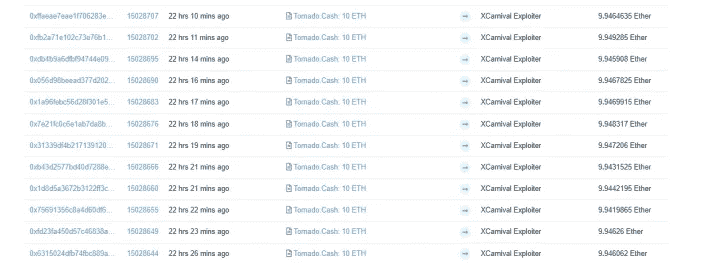 0xffaeae7eae1f706283e... 15028707 22 hrs 10 mins ago Tornado.Cash: 10 ETH XCarnival Exploiter 9.9464635 Ether
0xfb2a71e102c73a76b1... 15028702 22 hrs 11 mins ago Tornado.Cash: 10 ETH XCarnival Exploiter 9.949285 Ether
0xdb4b9a6dfbf94744e09... 15028695 22 hrs 14 mins ago Tornado.Cash: 10 ETH XCarnival Exploiter 9.945908 Ether
0x056d98beead377d202... 15028690 22 hrs 16 mins ago Tornado.Cash: 10 ETH XCarnival Exploiter 9.9467825 Ether
0x1a96febc56d28f301e5... 15028683 22 hrs 17 mins ago Tornado.Cash: 10 ETH XCarnival Exploiter 9.9469915 Ether
0x7e21fc0c6e1ab7da8b... 15028676 22 hrs 18 mins ago Tornado.Cash: 10 ETH XCarnival Exploiter 9.948317 Ether
0x31339df4b217139120... 15028671 22 hrs 19 mins ago Tornado.Cash: 10 ETH XCarnival Exploiter 9.947206 Ether
0xb43d2577bd40d7288e... 15028666 22 hrs 21 mins ago Tornado.Cash: 10 ETH XCarnival Exploiter 9.9431525 Ether
0x1d8d5a3672b3122ff3c... 15028660 22 hrs 21 mins ago Tornado.Cash: 10 ETH XCarnival Exploiter 9.9442195 Ether
0x75691356c8a4d60df5... 15028655 22 hrs 22 mins ago Tornado.Cash: 10 ETH XCarnival Exploiter 9.9419865 Ether
0xfd23fa450d57c46838a... 15028649 22 hrs 23 mins ago Tornado.Cash: 10 ETH XCarnival Exploiter 9.94626 Ether
0x6315024dfb74fbc889a... 15028644 22 hrs 26 mins ago Tornado.Cash: 10 ETH XCarnival Exploiter 9.946062 Ether